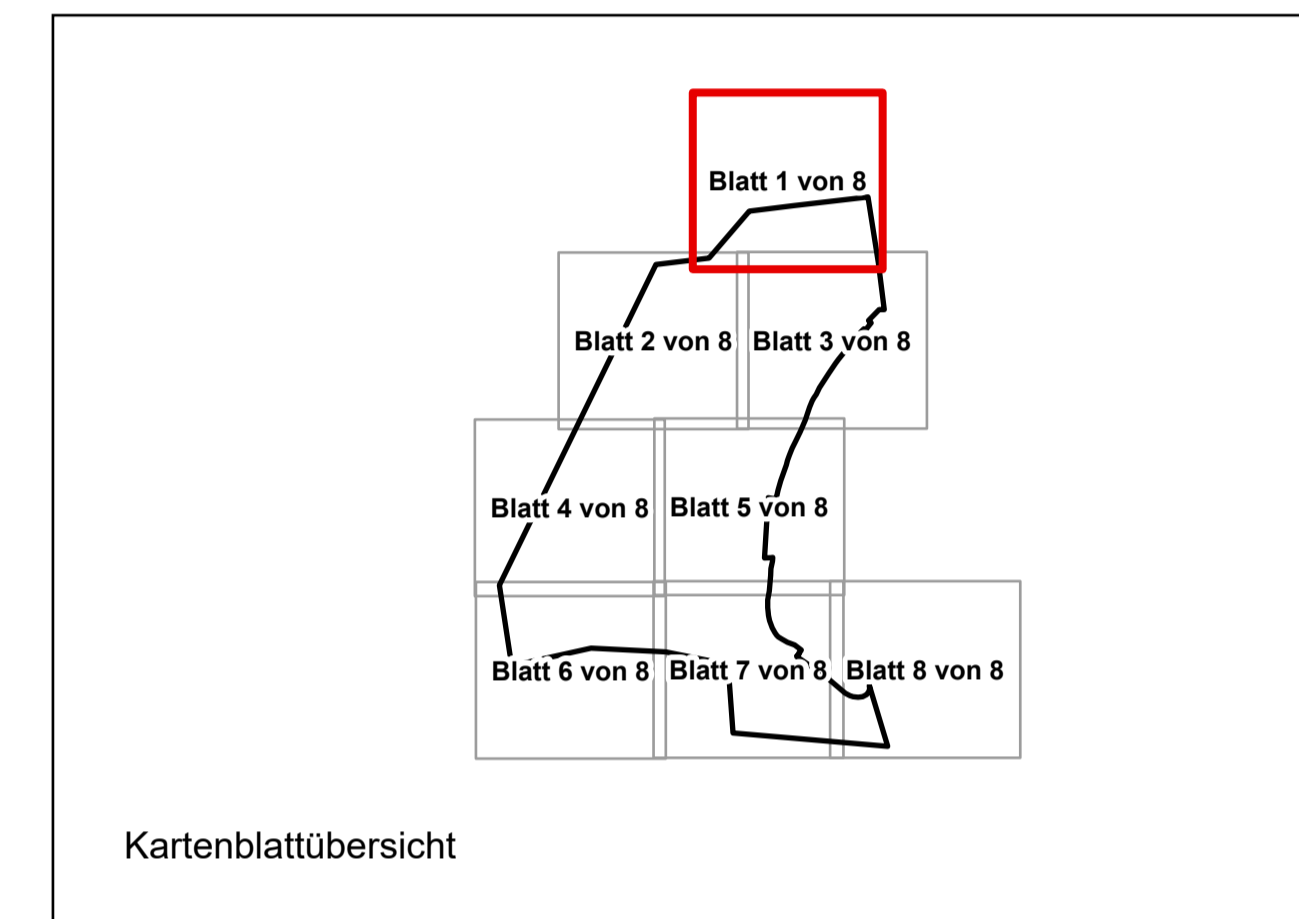 Blatt 1 von 8
Blatt 2 von 8 Blatt 3 von 8
Blatt 4 von 8 Blatt 5 von 8
Blatt 6 von 8 Blatt 7 von 8 Blatt 8 von 8
Kartenblattübersicht